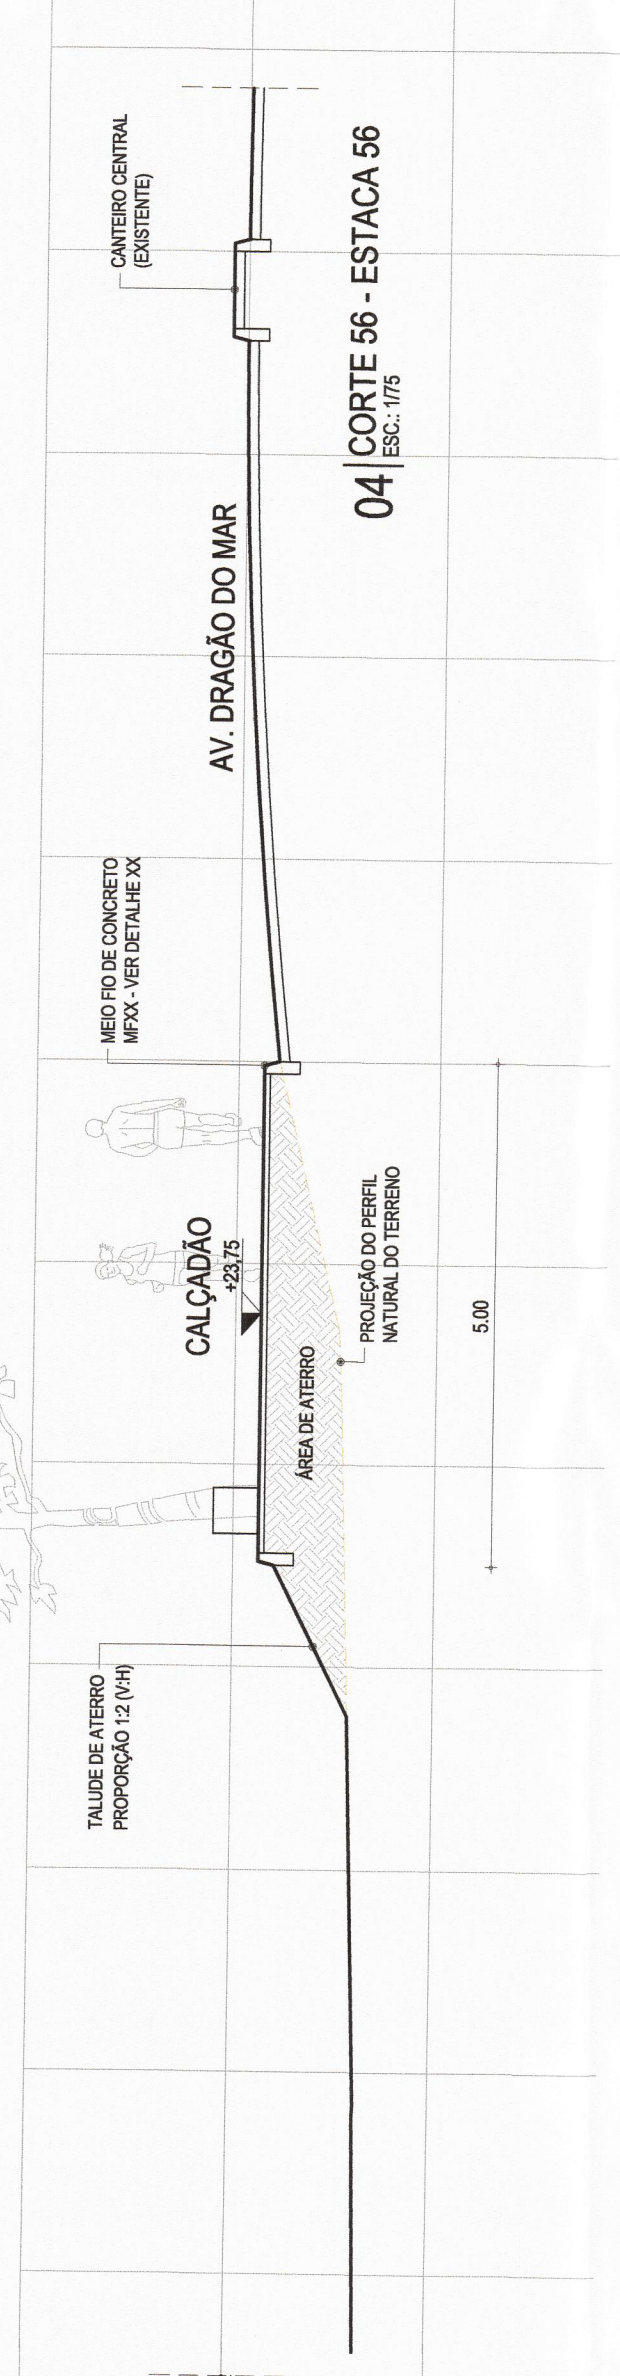 TALUDE DE ATERRO
PROPORÇÃO 1:2 (V:H)
CALÇADÃO
+23,75
ÁREA DE ATERRO
PROJEÇÃO DO PERFIL
NATURAL DO TERRENO
5.00
MEIO FIO DE CONCRETO
MFXX - VER DETALHE XX
AV. DRAGÃO DO MAR
CANTEIRO CENTRAL
(EXISTENTE)
04 CORTE 56 - ESTACA 56
ESC.: 1/75